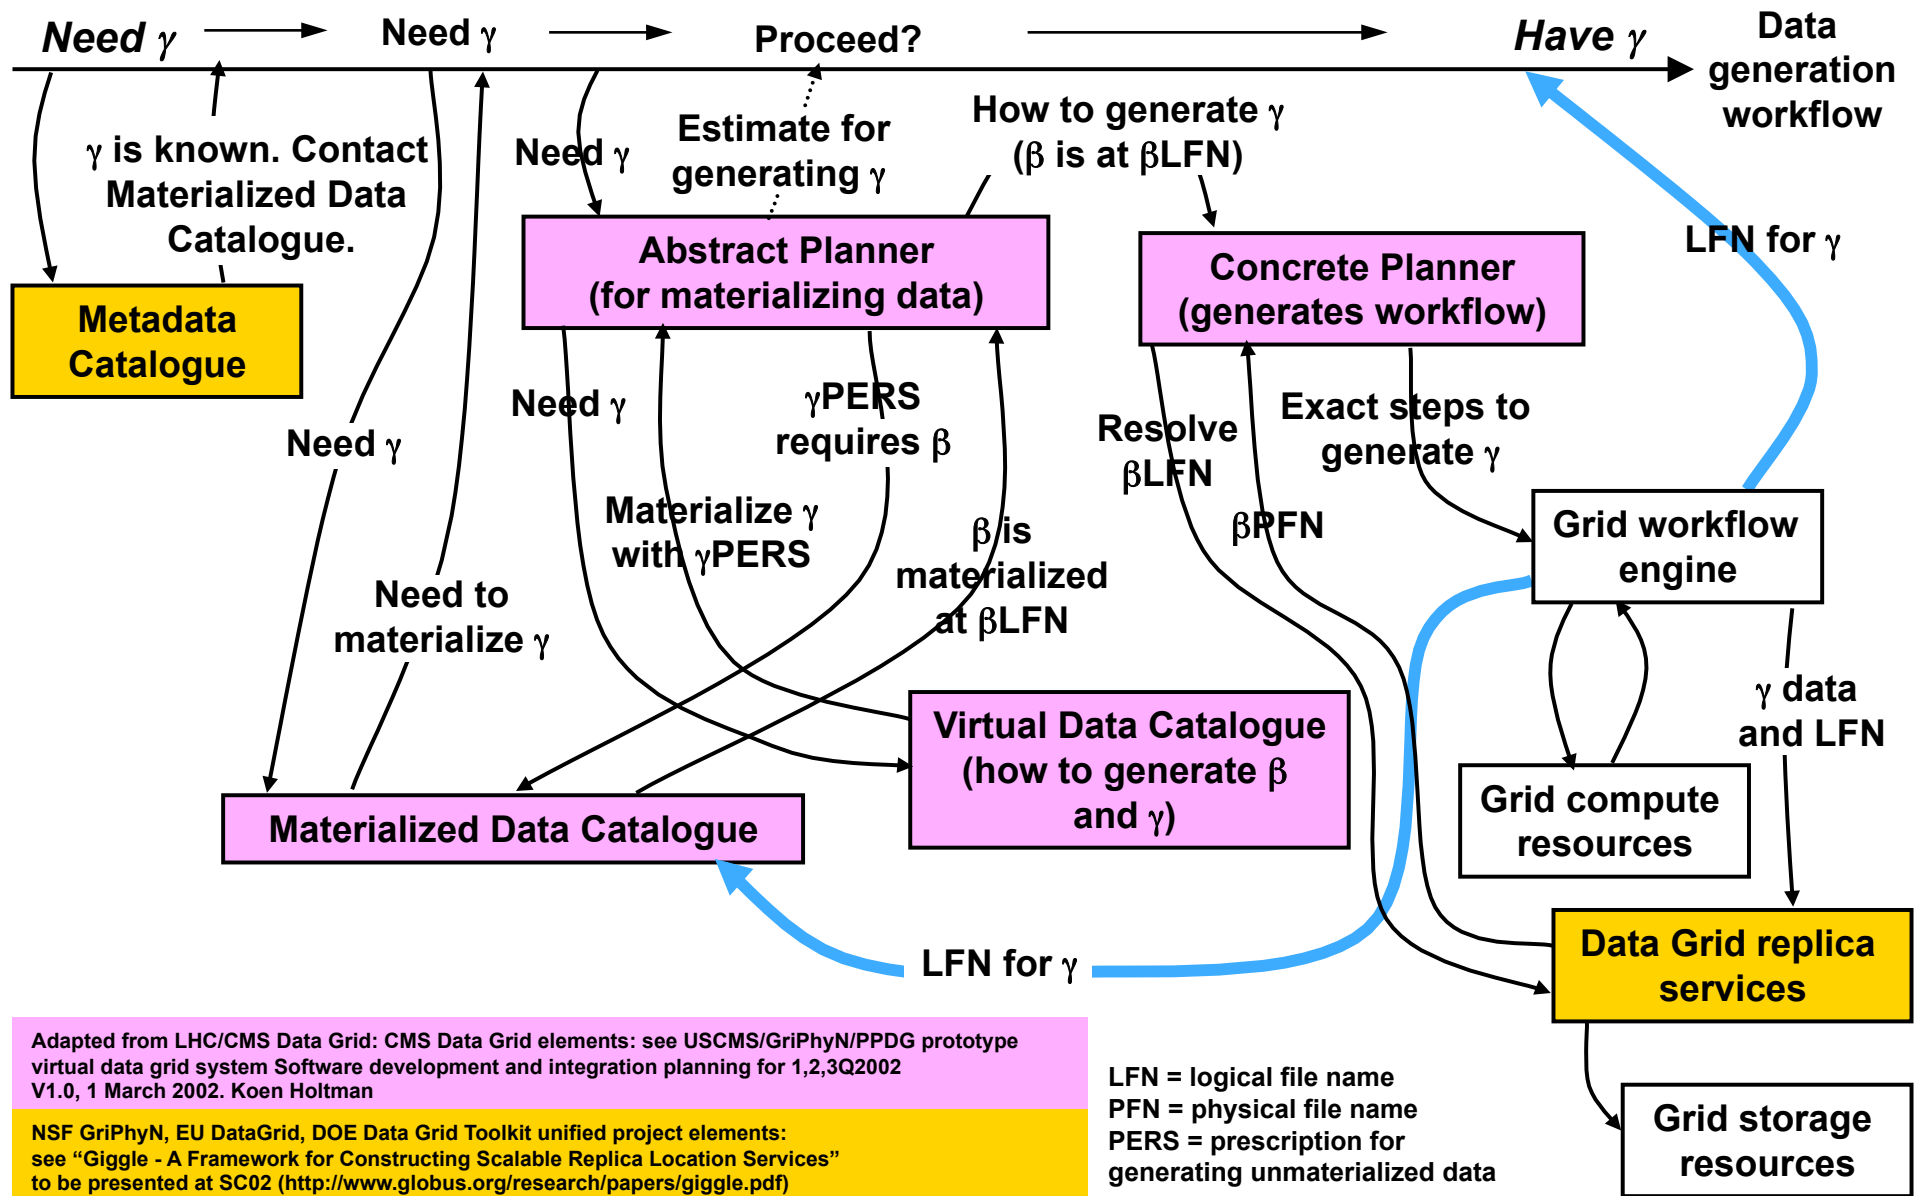 Need γ
Need γ
Proceed?
Have γ
Data
generation
workflow
γ is known. Contact
Materialized Data
Catalogue.
Need γ
Estimate for
generating γ
How to generate γ
(β is at βLFN)
LFN for γ
Metadata
Catalogue
Abstract Planner
(for materializing data)
Concrete Planner
(generates workflow)
Need γ
Need γ
γPERS
requires β
Resolve
βLFN
Exact steps to
generate γ
Materialize γ
with γPERS
β is
materialized
at βLFN
βPFN
Grid workflow
engine
Need to
materialize γ
γ data
and LFN
Virtual Data Catalogue
(how to generate β
and γ)
Materialized Data Catalogue
Grid compute
resources
LFN for γ
Data Grid replica
services
Grid storage
resources
Adapted from LHC/CMS Data Grid: CMS Data Grid elements: see USCMS/GriPhyN/PPDG prototype
virtual data grid system Software development and integration planning for 1,2,3Q2002
V1.0, 1 March 2002. Koen Holtman
NSF GriPhyN, EU DataGrid, DOE Data Grid Toolkit unified project elements:
see “Giggle - A Framework for Constructing Scalable Replica Location Services”
to be presented at SC02 (http://www.globus.org/research/papers/giggle.pdf)
LFN = logical file name
PFN = physical file name
PERS = prescription for
generating unmaterialized data